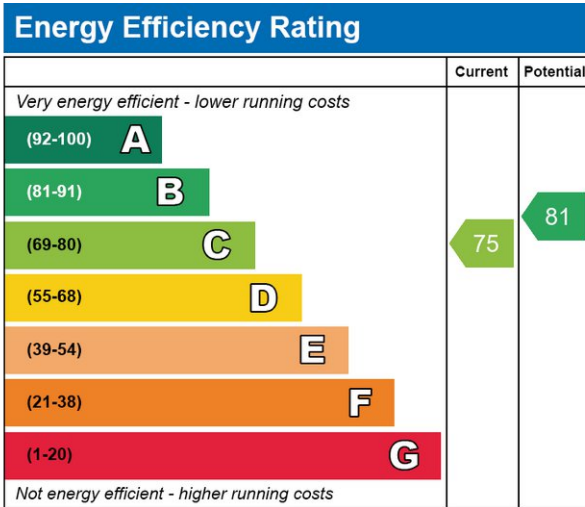 Energy Efficiency Rating
Current Potential
Very energy efficient - lower running costs
(92-100) A
(81-91) B
81
(69-80) C
75
(55-68) D
(39-54) E
(21-38) F
(1-20) G
Not energy efficient - higher running costs